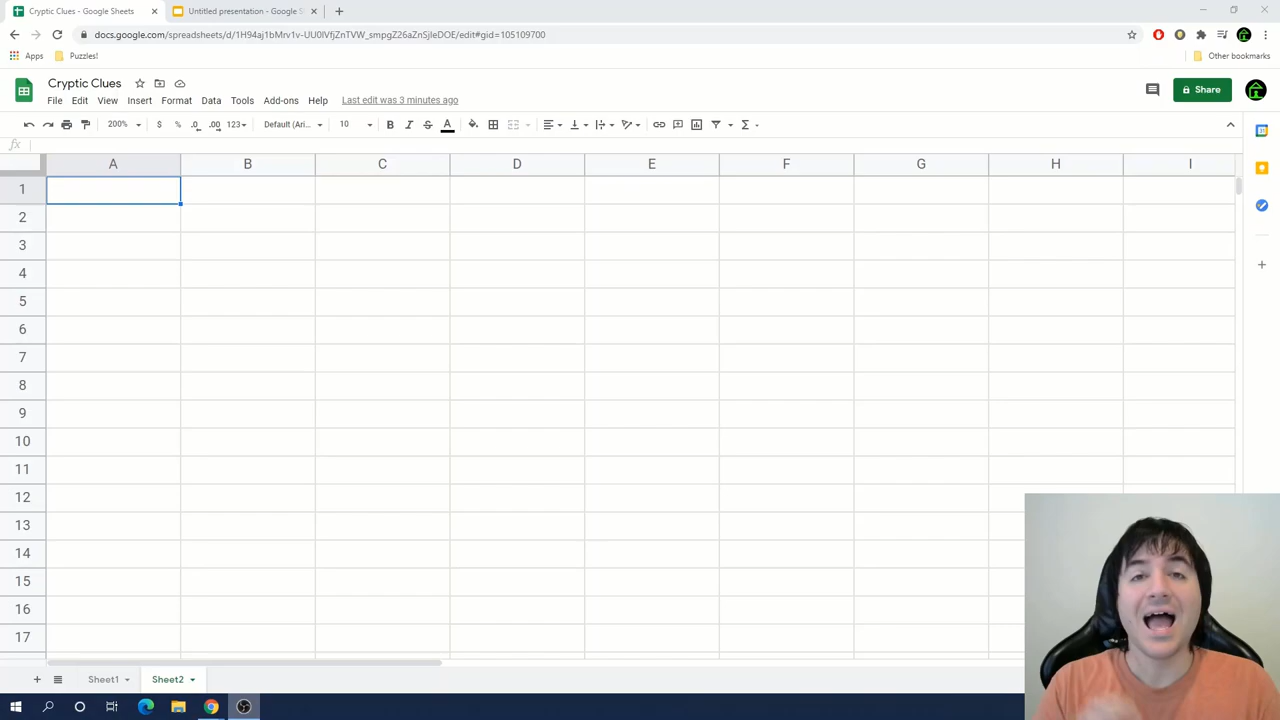 Cryptic Clues - Google Sheets
Untitled presentation - Google S
docs.google.com/spreadsheets/d/1H94aj1bMrv1v-UU0IVfjZnTVW_smpgZ26aZnSjleDOE/edit#gid=105109700
Apps
Puzzles!
Other bookmarks
Cryptic Clues
File Edit View Insert Format Data Tools Add-ons Help Last edit was 3 minutes ago
Share
200% $ % .0 .00 123 Default (Ari... 10 B I S A
fx
A B C D E F G H I
1
2
3
4
5
6
7
8
9
10
11
12
13
14
15
16
17
Sheet1 Sheet2